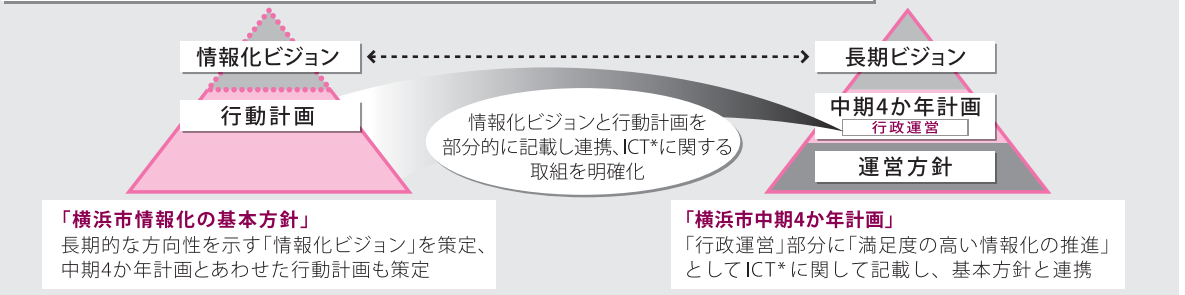 情報化ビジョン
行動計画
情報化ビジョンと行動計画を
部分的に記載し連携、ICT*に関する
取組を明確化
長期ビジョン
中期4か年計画
行政運営
運営方針
「横浜市情報化の基本方針」
長期的な方向性を示す「情報化ビジョン」を策定、
中期4か年計画とあわせた行動計画も策定
「横浜市中期4か年計画」
「行政運営」部分に「満足度の高い情報化の推進」
としてICT*に関して記載し、基本方針と連携